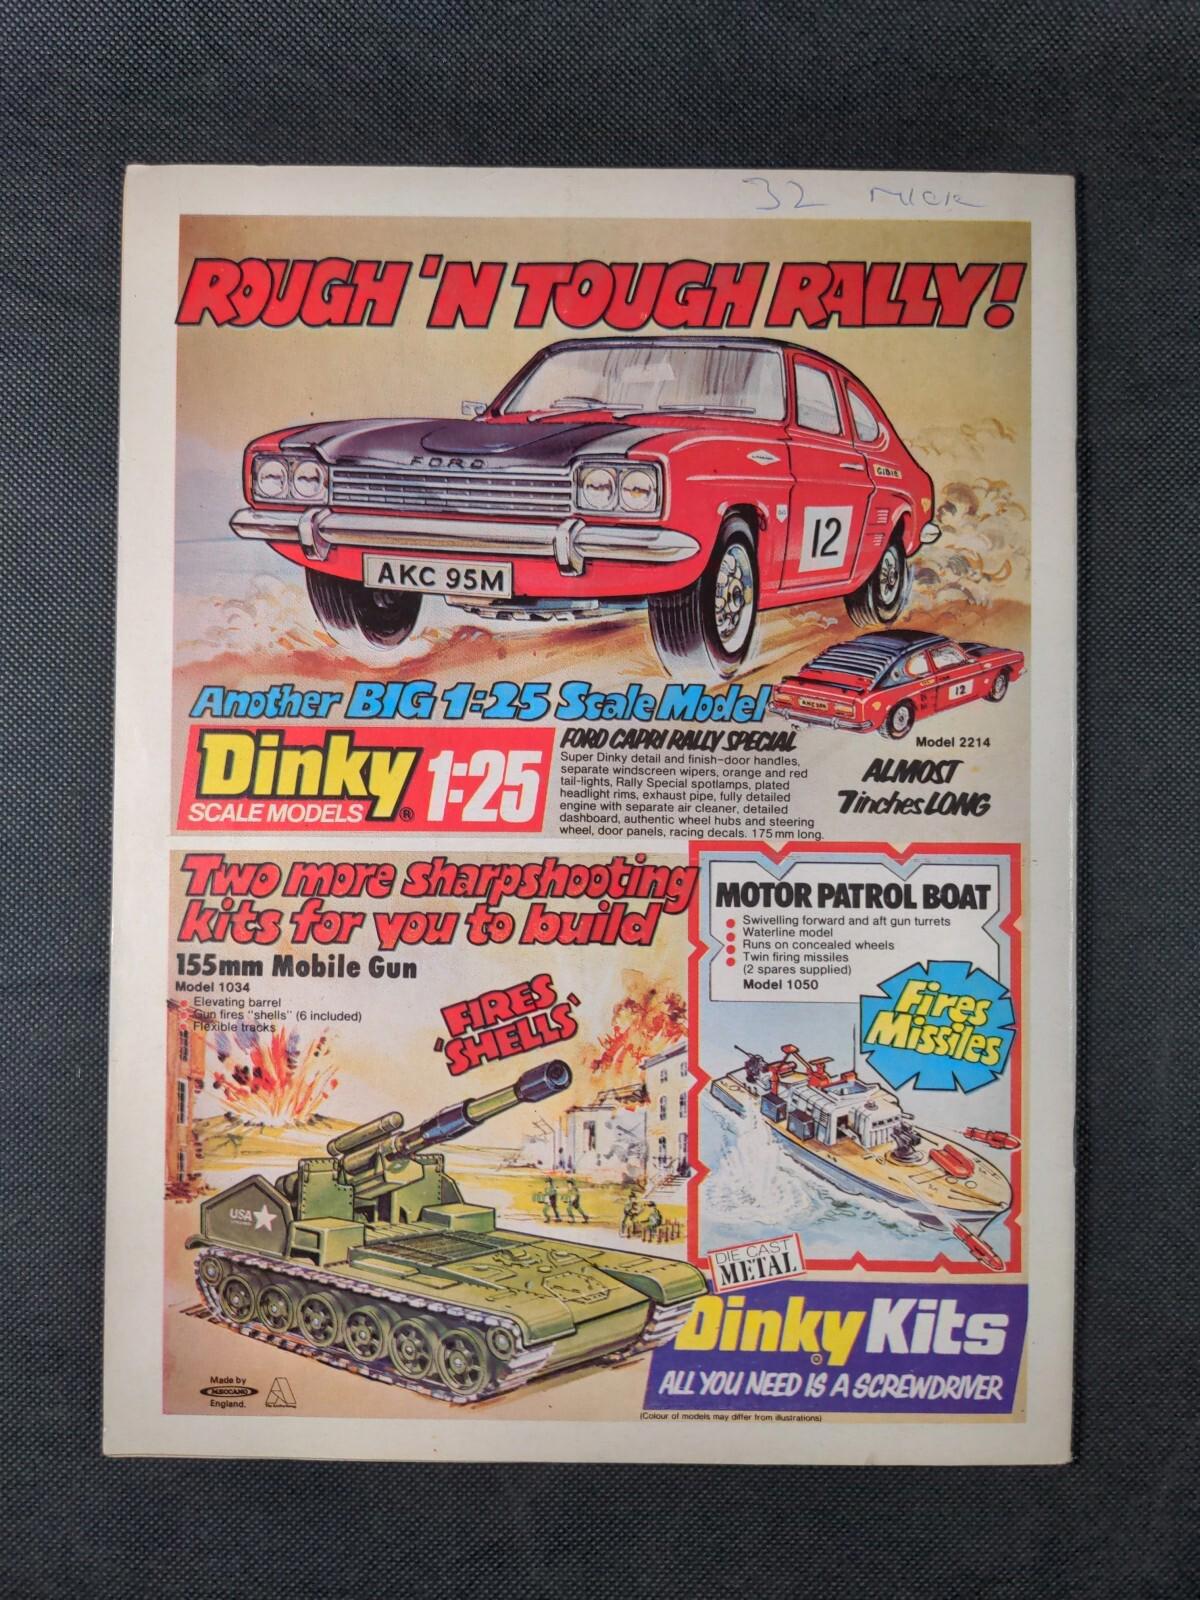 32 MICK
ROUGH 'N TOUGH RALLY!
FORD
GIBIE
12
AKC 95M
12
Another BIG 1:25 Scale Model
Model 2214
Dinky®
SCALE MODELS
1:25
FORD CAPRI RALLY SPECIAL
Super Dinky detail and finish-door handles,
separate windscreen wipers, orange and red
tail-lights, Rally Special spotlamps, plated
headlight rims, exhaust pipe, fully detailed
engine with separate air cleaner, detailed
dashboard, authentic wheel hubs and steering
wheel, door panels, racing decals. 175mm long.
ALMOST
7inches LONG
Two more sharpshooting
kits for you to build
155mm Mobile Gun
Model 1034
Elevating barrel
Gun fires "shells" (6 included)
Flexible tracks
FIRES
'SHELLS'
USA
MOTOR PATROL BOAT
Swivelling forward and aft gun turrets
Waterline model
Runs on concealed wheels
Twin firing missiles
(2 spares supplied)
Model 1050
Fires
Missiles
DIE CAST
METAL
Dinky® Kits
ALL YOU NEED IS A SCREWDRIVER
Made by
MECCANO
England.
(Colour of models may differ from illustrations)